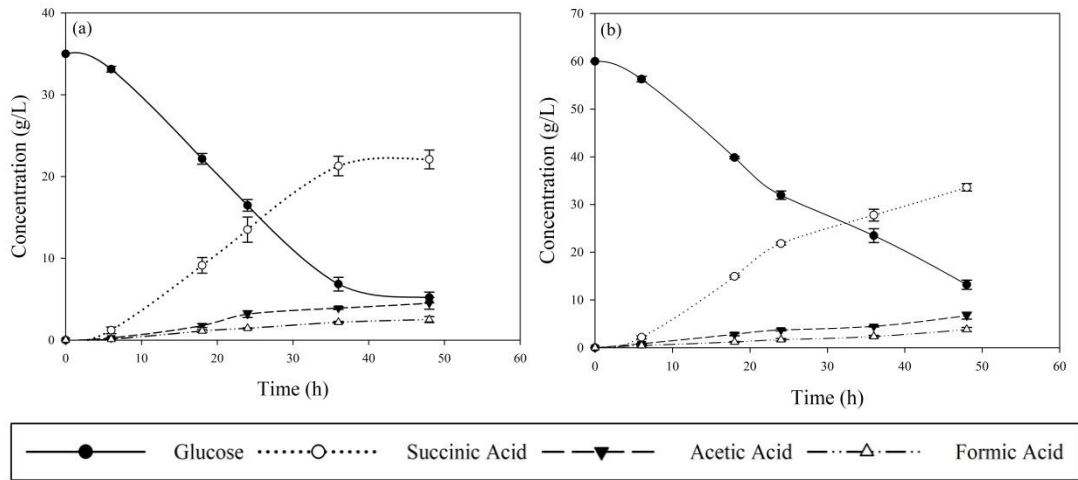 (a)
Concentration (g/L)
40
30
20
10
0
0 10 20 30 40 50 60
Time (h)
(b)
Concentration (g/L)
70
60
50
40
30
20
10
0
0 10 20 30 40 50 60
Time (h)
Glucose Succinic Acid Acetic Acid Formic Acid